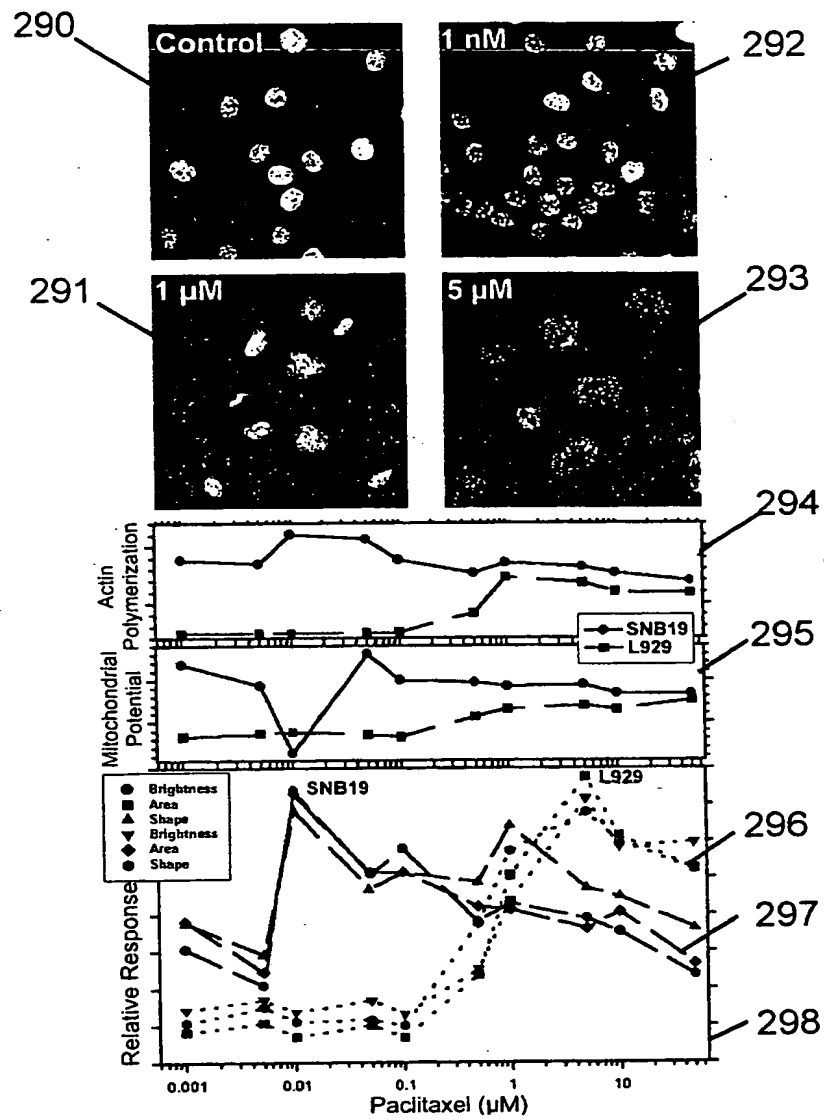 290
Control
1 nM
292
291
1 µM
5 µM
293
294
Actin
Polymerization
SNB19
L929
295
Mitochondrial
Potential
Brightness
Area
Shape
Brightness
Area
Shape
SNB19
L929
296
297
298
Relative Response
0.001
0.01
0.1
1
10
Paclitaxel (µM)